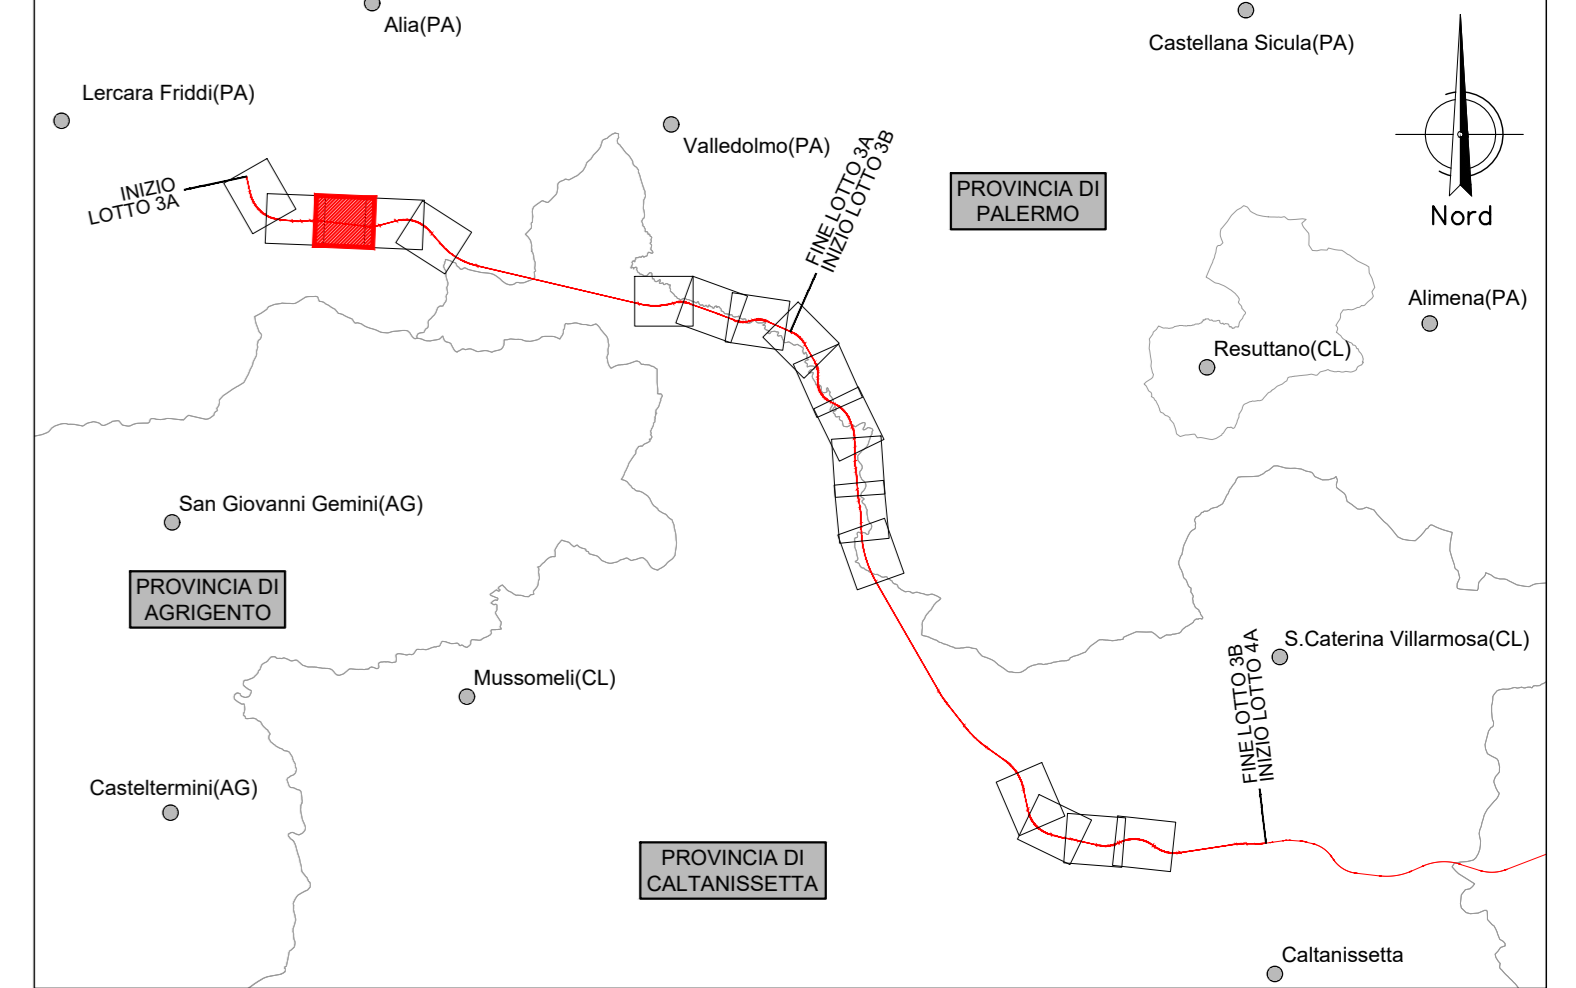 Alia(PA)
Castellana Sicula(PA)
Lercara Friddi(PA)
Valledolmo(PA)
INIZIO
LOTTO 3A
FINE LOTTO 3A
INIZIO LOTTO 3B
PROVINCIA DI
PALERMO
Nord
Alimena(PA)
Resuttano(CL)
San Giovanni Gemini(AG)
PROVINCIA DI
AGRIGENTO
Mussomeli(CL)
S.Caterina Villarmosa(CL)
FINE LOTTO 3B
INIZIO LOTTO 4A
Casteltermini(AG)
PROVINCIA DI
CALTANISSETTA
Caltanissetta